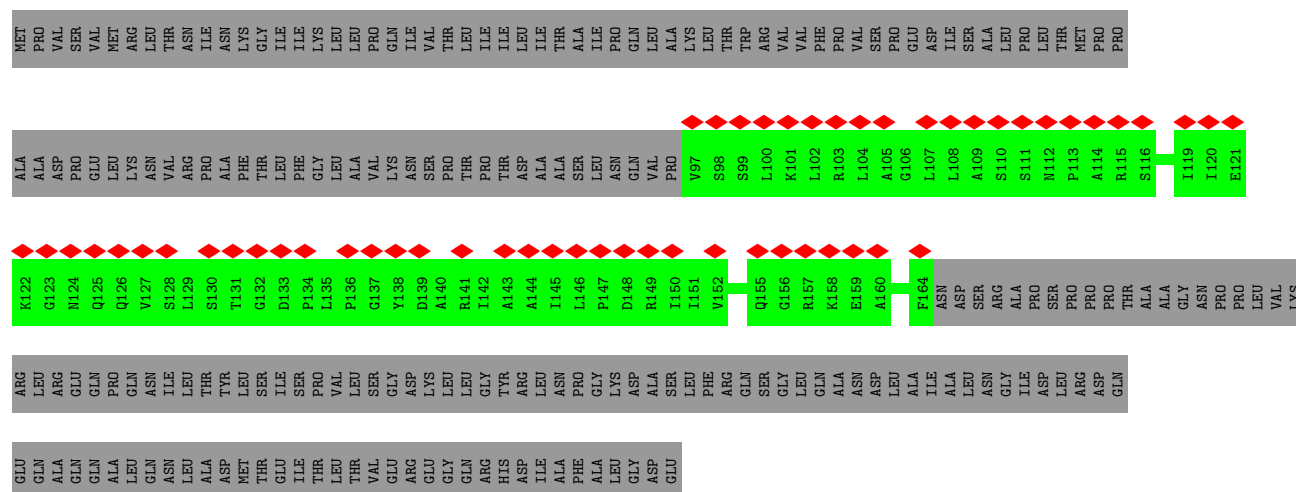 MET PRO VAL SER VAL MET ARG LEU THR ASN ILE ASN LYS GLY ILE ILE LYS LEU LEU PRO GLN ILE VAL THR LEU ILE ILE LEU ILE THR ALA ILE PRO GLN LEU ALA LYS LEU THR TRP ARG VAL VAL PHE PRO VAL SER PRO GLU ASP ILE SER ALA LEU PRO LEU THR MET PRO PRO
ALA ALA ASP PRO GLU LEU LYS ASN VAL ARG PRO ALA PHE THR LEU PHE GLY LEU ALA VAL LYS ASN SER PRO THR PRO THR ASP ALA ALA SER LEU ASN GLN VAL PRO V97 S98 S99 L100 K101 L102 R103 L104 A105 G106 L107 L108 A109 S110 S111 N112 P113 A114 R115 S116 I119 I120 E121
K122 G123 N124 Q125 Q126 V127 S128 L129 S130 T131 G132 D133 P134 L135 P136 G137 Y138 D139 A140 R141 I142 A143 A144 I145 L146 P147 D148 R149 I150 I151 V152 Q155 G156 R157 K158 E159 A160 F164 ASN ASP SER ARG ALA PRO SER PRO PRO PRO THR ALA ALA GLY ASN PRO PRO LEU VAL LYS
ARG LEU ARG GLU GLN PRO GLN ASN ILE LEU THR TYR LEU SER ILE SER PRO VAL LEU SER GLY ASP LYS LEU LEU GLY TYR ARG LEU ASN PRO GLY LYS ASP ALA SER LEU PHE ARG GLN SER GLY LEU GLN ALA ASN ASP LEU ALA ILE ALA LEU ASN GLY ILE ASP LEU ARG ASP GLN
GLU GLN ALA GLN GLN ALA LEU GLN ASN LEU ALA ASP MET THR GLU ILE THR LEU THR VAL GLU ARG GLU GLY GLN ARG HIS ASP ILE ALA PHE ALA LEU GLY ASP GLU